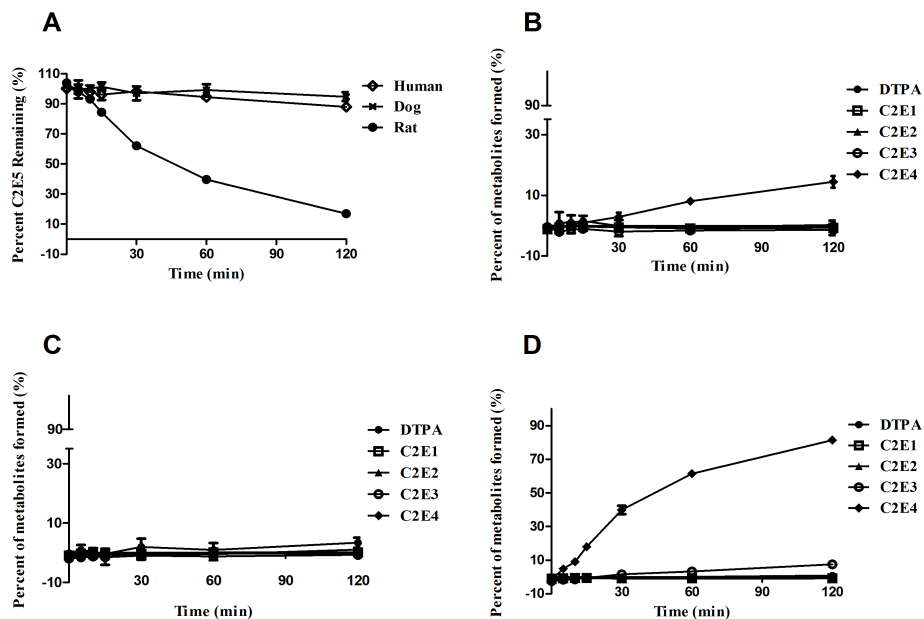 A
Percent C2E5 Remaining (%)
110
90
70
50
30
10
-10
30
60
90
120
Time (min)
Human
Dog
Rat
B
Percent of metabolites formed (%)
90
30
10
-10
30
60
90
120
Time (min)
DTPA
C2E1
C2E2
C2E3
C2E4
C
Percent of metabolites formed (%)
90
30
10
-10
30
60
90
120
Time (min)
DTPA
C2E1
C2E2
C2E3
C2E4
D
Percent of metabolites formed (%)
90
70
50
30
10
-10
30
60
90
120
Time (min)
DTPA
C2E1
C2E2
C2E3
C2E4